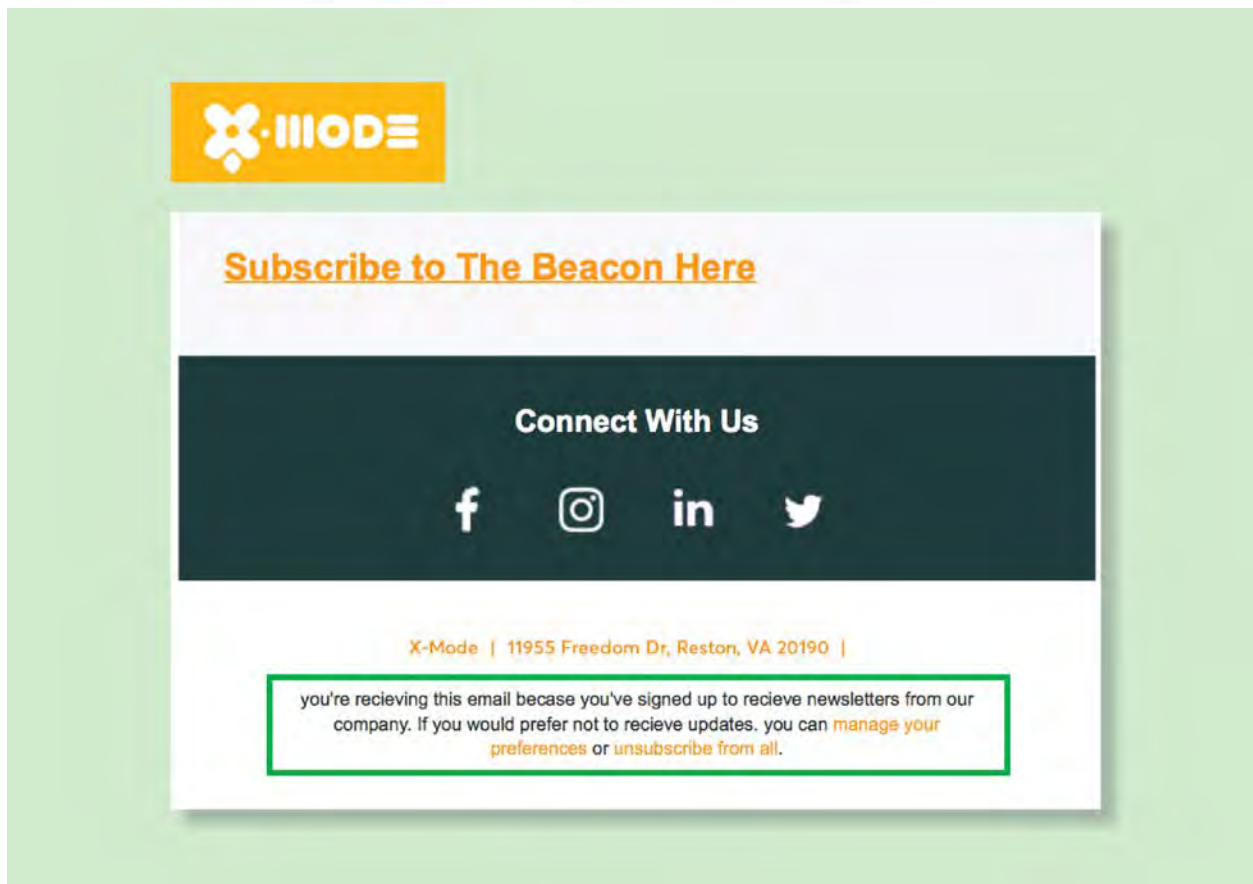 X-MODE
Subscribe to The Beacon Here
Connect With Us
f in
X-Mode | 11955 Freedom Dr, Reston, VA 20190 |
you're recieving this email becase you've signed up to recieve newsletters from our
company. If you would prefer not to recieve updates. you can manage your
preferences or unsubscribe from all.